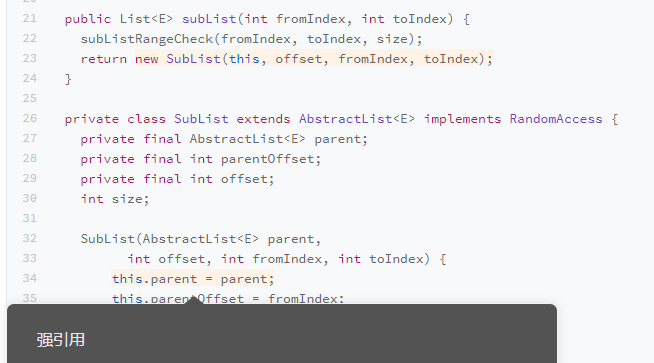 21 public List<E> subList(int fromIndex, int toIndex) {
22 subListRangeCheck(fromIndex, toIndex, size);
23 return new SubList(this, offset, fromIndex, toIndex);
24 }
25
26 private class SubList extends AbstractList<E> implements RandomAccess {
27 private final AbstractList<E> parent;
28 private final int parentOffset;
29 private final int offset;
30 int size;
31
32 SubList(AbstractList<E> parent,
33 int offset, int fromIndex, int toIndex) {
34 this.parent = parent;
35 this.parentOffset = fromIndex;
强引用